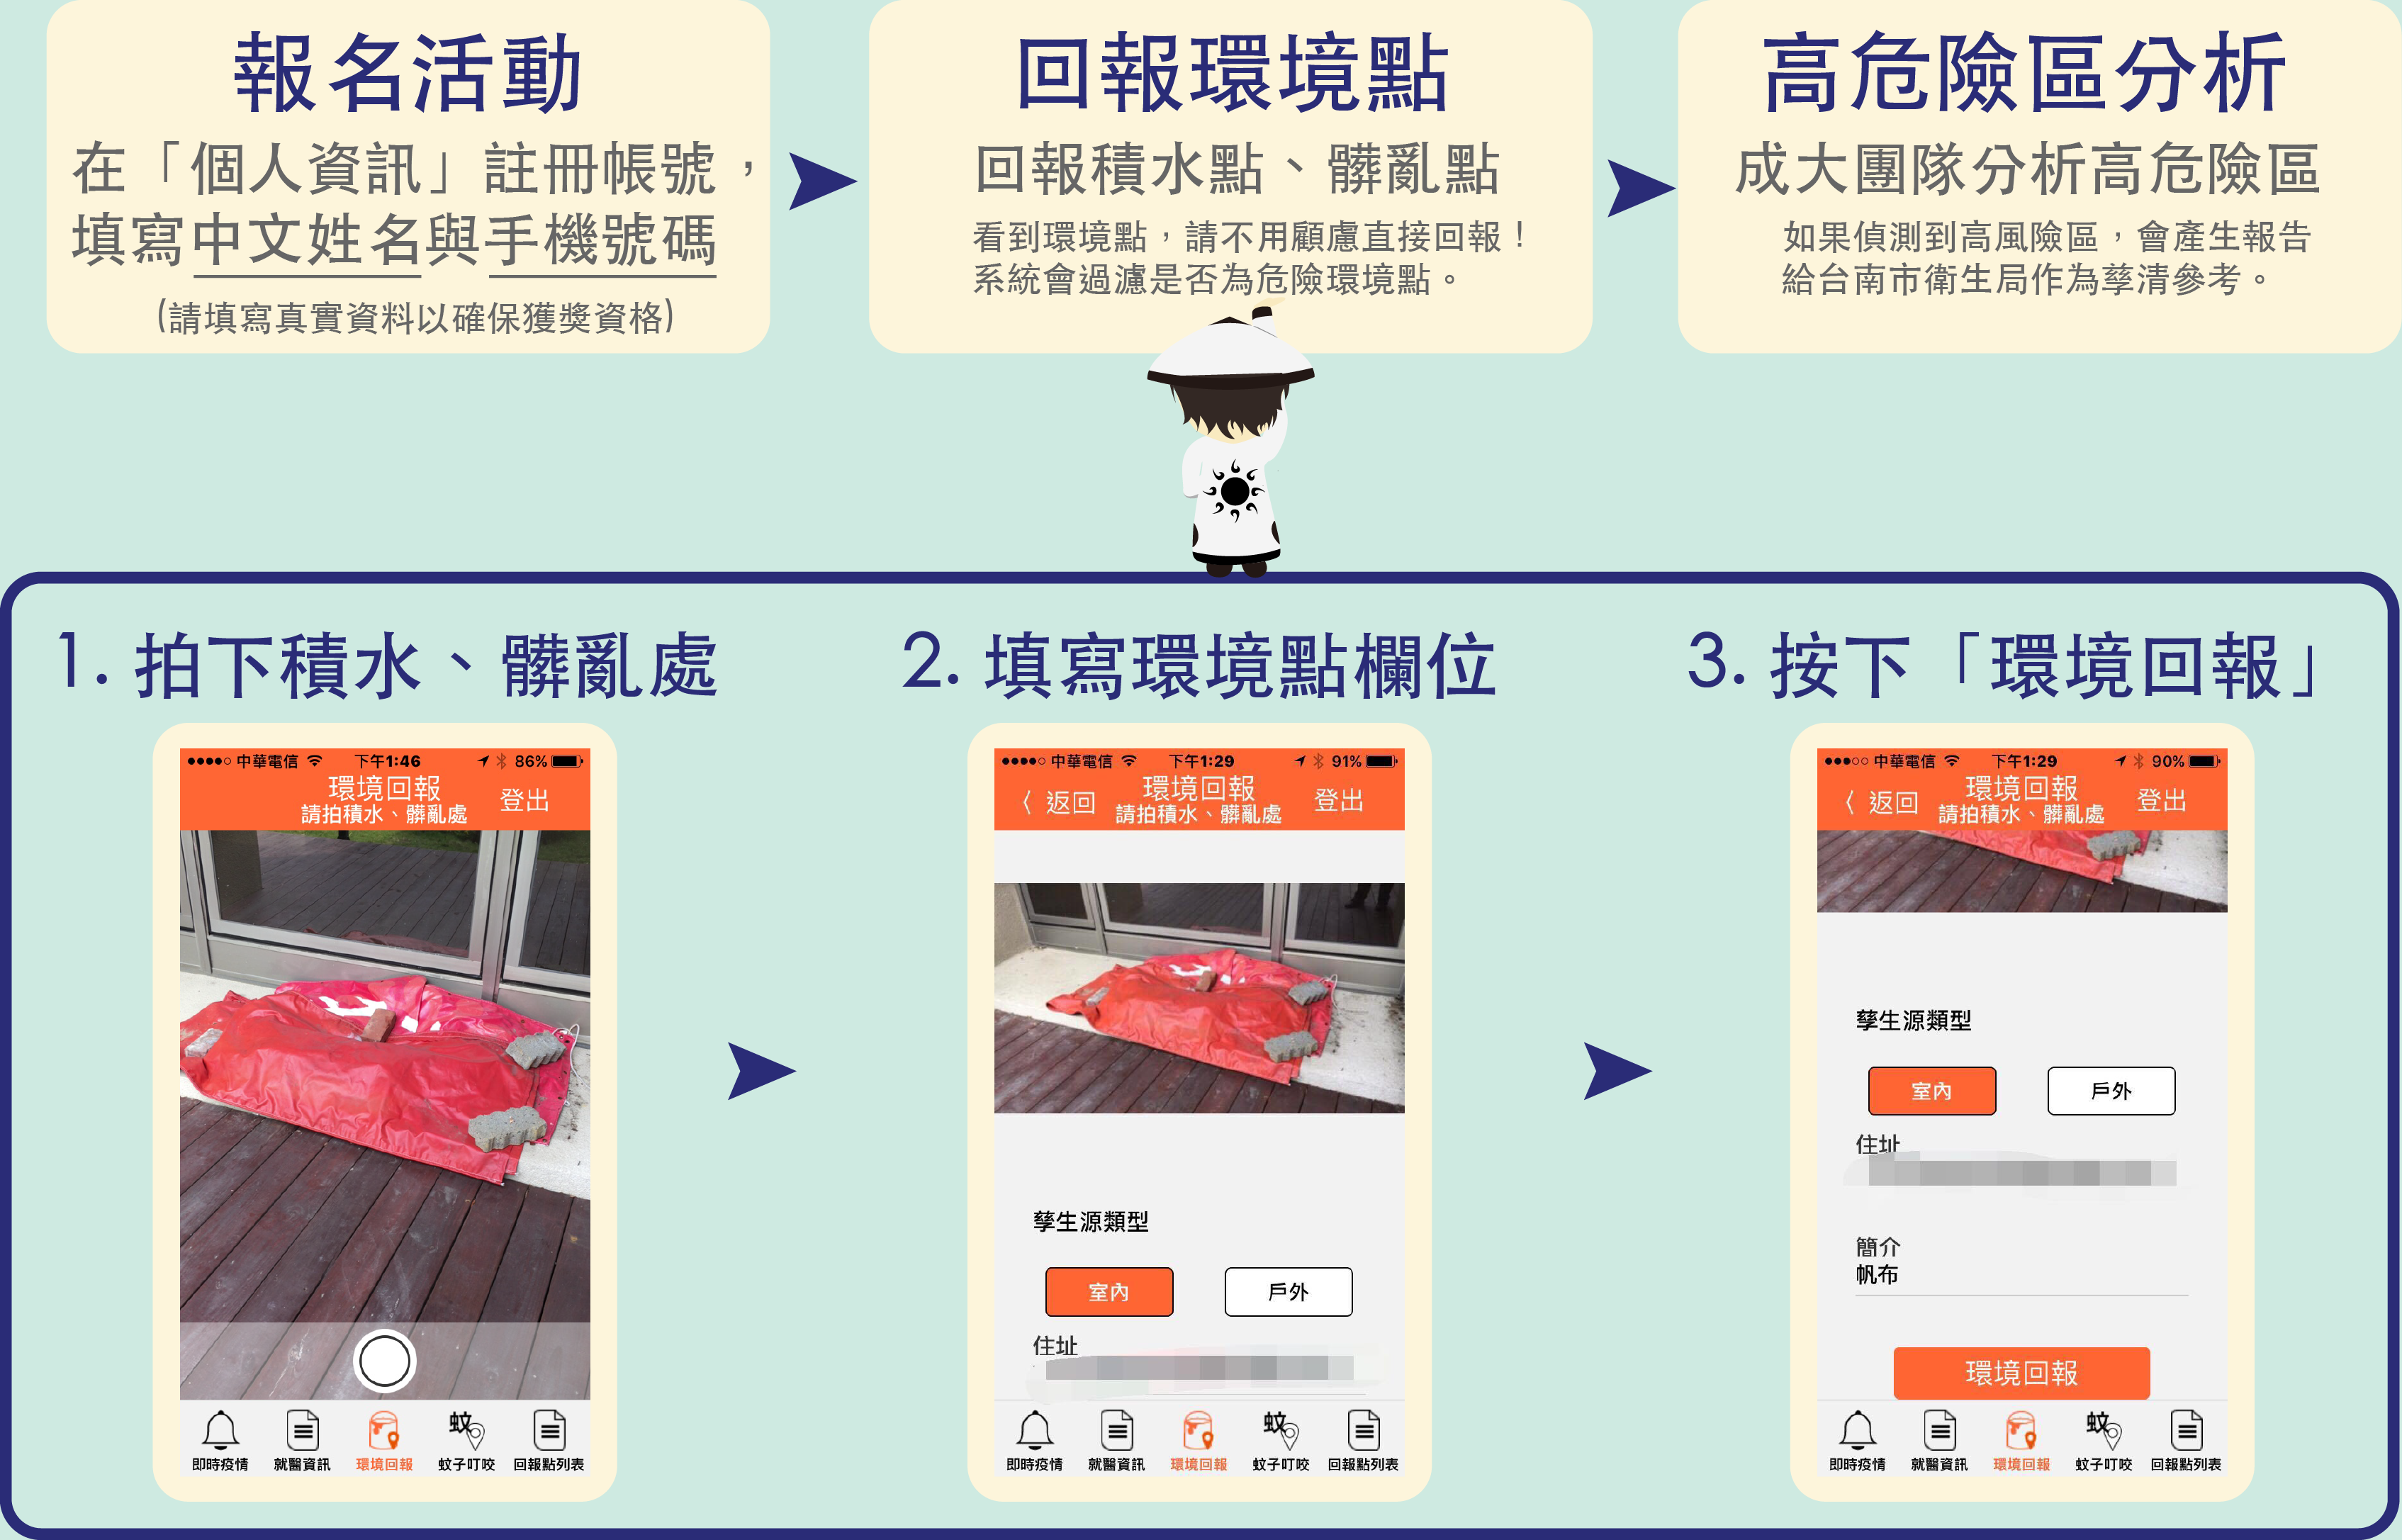 報名活動
在「個人資訊」註冊帳號，
填寫中文姓名與手機號碼
(請填寫真實資料以確保獲獎資格)
回報環境點
回報積水點、髒亂點
看到環境點，請不用顧慮直接回報！
系統會過濾是否為危險環境點。
高危險區分析
成大團隊分析高危險區
如果偵測到高風險區，會產生報告
給台南市衛生局作為孳清參考。
1. 拍下積水、髒亂處
中華電信 下午1:46 86%
環境回報
請拍積水、髒亂處
登出
即時疫情 就醫資訊 環境回報 蚊 蚊子叮咬 回報點列表
2. 填寫環境點欄位
中華電信 下午1:29 91%
〈 返回
環境回報
請拍積水、髒亂處
登出
孳生源類型
室內 戶外
住址
即時疫情 就醫資訊 環境回報 蚊 蚊子叮咬 回報點列表
3. 按下「環境回報」
中華電信 下午1:29 90%
〈 返回
環境回報
請拍積水、髒亂處
登出
孳生源類型
室內 戶外
住址
簡介
帆布
環境回報
即時疫情 就醫資訊 環境回報 蚊 蚊子叮咬 回報點列表